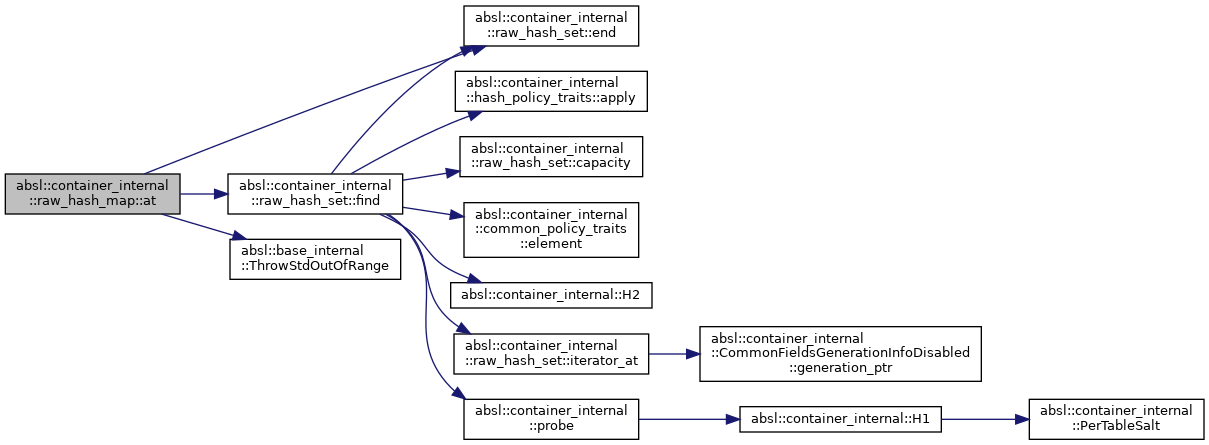 absl::container_internal
::raw_hash_map::at
absl::container_internal
::raw_hash_set::end
absl::container_internal
::hash_policy_traits::apply
absl::container_internal
::raw_hash_set::capacity
absl::container_internal
::raw_hash_set::find
absl::container_internal
::common_policy_traits
::element
absl::base_internal
::ThrowStdOutOfRange
absl::container_internal::H2
absl::container_internal
::raw_hash_set::iterator_at
absl::container_internal
::CommonFieldsGenerationInfoDisabled
::generation_ptr
absl::container_internal
::probe
absl::container_internal::H1
absl::container_internal
::PerTableSalt